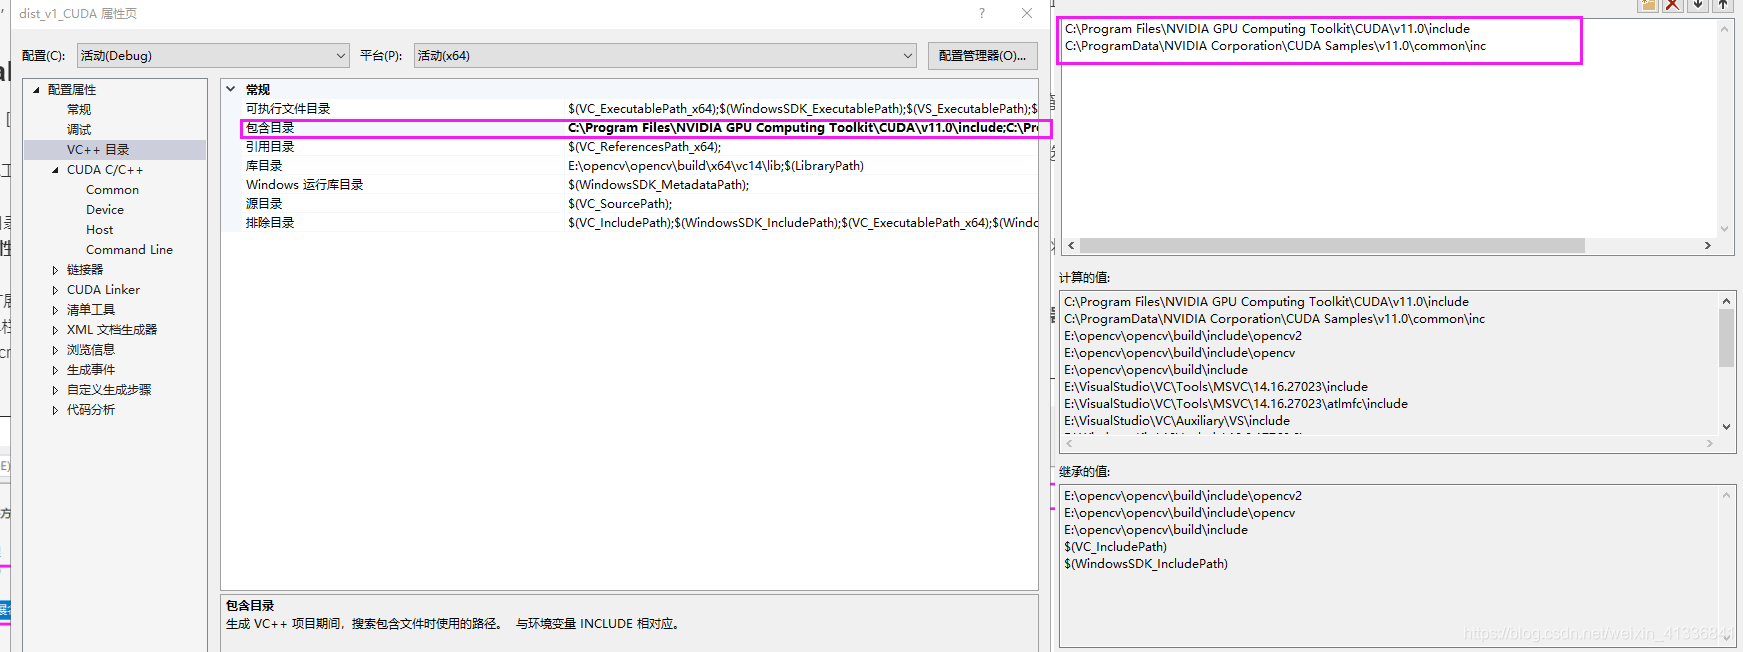 dist_v1_CUDA 属性页
配置(C):
活动(Debug)
平台(P):
活动(x64)
配置管理器(O)...
配置属性
常规
调试
VC++ 目录
CUDA C/C++
Common
Device
Host
Command Line
链接器
CUDA Linker
清单工具
XML 文档生成器
浏览信息
生成事件
自定义生成步骤
代码分析
常规
可执行文件目录 $(VC_ExecutablePath_x64);$(WindowsSDK_ExecutablePath);$(VS_ExecutablePath);$
包含目录 C:\Program Files\NVIDIA GPU Computing Toolkit\CUDA\v11.0\include;C:\Pr
引用目录 $(VC_ReferencesPath_x64);
库目录 E:\opencv\opencv\build\x64\vc14\lib;$(LibraryPath)
Windows 运行库目录 $(WindowsSDK_MetadataPath);
源目录 $(VC_SourcePath);
排除目录 $(VC_IncludePath);$(WindowsSDK_IncludePath);$(VC_ExecutablePath_x64);$(Windo
包含目录
生成 VC++ 项目期间，搜索包含文件时使用的路径。 与环境变量 INCLUDE 相对应。
C:\Program Files\NVIDIA GPU Computing Toolkit\CUDA\v11.0\include
C:\ProgramData\NVIDIA Corporation\CUDA Samples\v11.0\common\inc
计算的值:
C:\Program Files\NVIDIA GPU Computing Toolkit\CUDA\v11.0\include
C:\ProgramData\NVIDIA Corporation\CUDA Samples\v11.0\common\inc
E:\opencv\opencv\build\include\opencv2
E:\opencv\opencv\build\include\opencv
E:\opencv\opencv\build\include
E:\VisualStudio\VC\Tools\MSVC\14.16.27023\include
E:\VisualStudio\VC\Tools\MSVC\14.16.27023\atlmfc\include
E:\VisualStudio\VC\Auxiliary\VS\include
继承的值:
E:\opencv\opencv\build\include\opencv2
E:\opencv\opencv\build\include\opencv
E:\opencv\opencv\build\include
$(VC_IncludePath)
$(WindowsSDK_IncludePath)
https://blog.csdn.net/weixin_41336841